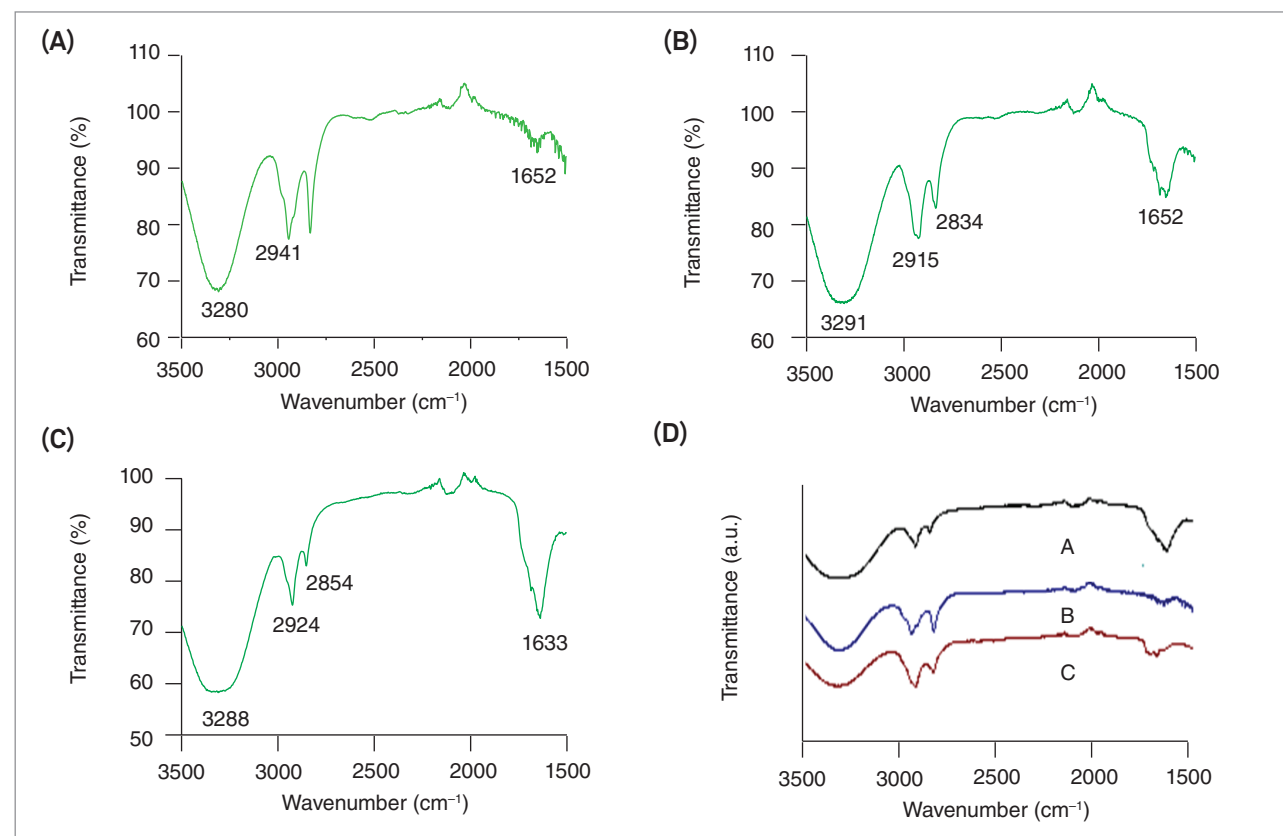 (A)
110
100
90
80
70
60
Transmittance (%)
3280
2941
1652
3500 3000 2500 2000 1500
Wavenumber (cm⁻¹)
(B)
110
100
90
80
70
60
Transmittance (%)
3291
2915
2834
1652
3500 3000 2500 2000 1500
Wavenumber (cm⁻¹)
(C)
100
90
80
70
60
50
Transmittance (%)
3288
2924
2854
1633
3500 3000 2500 2000 1500
Wavenumber (cm⁻¹)
(D)
Transmittance (a.u.)
A
B
C
3500 3000 2500 2000 1500
Wavenumber (cm⁻¹)